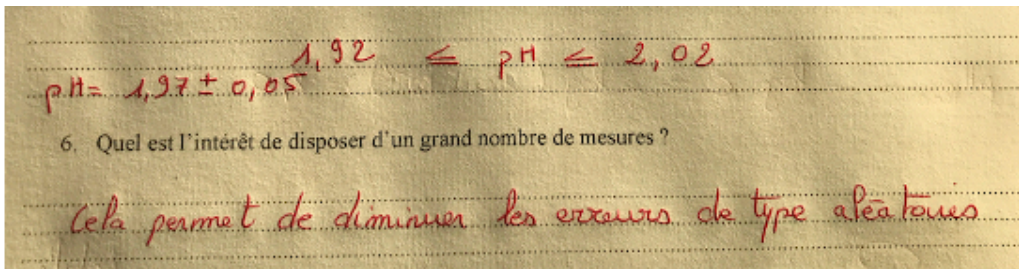 1,92 ≤ pH ≤ 2,02
pH = 1,97 ± 0,05
6. Quel est l'intérêt de disposer d'un grand nombre de mesures ?
Cela permet de diminuer les erreurs de type aléatoires